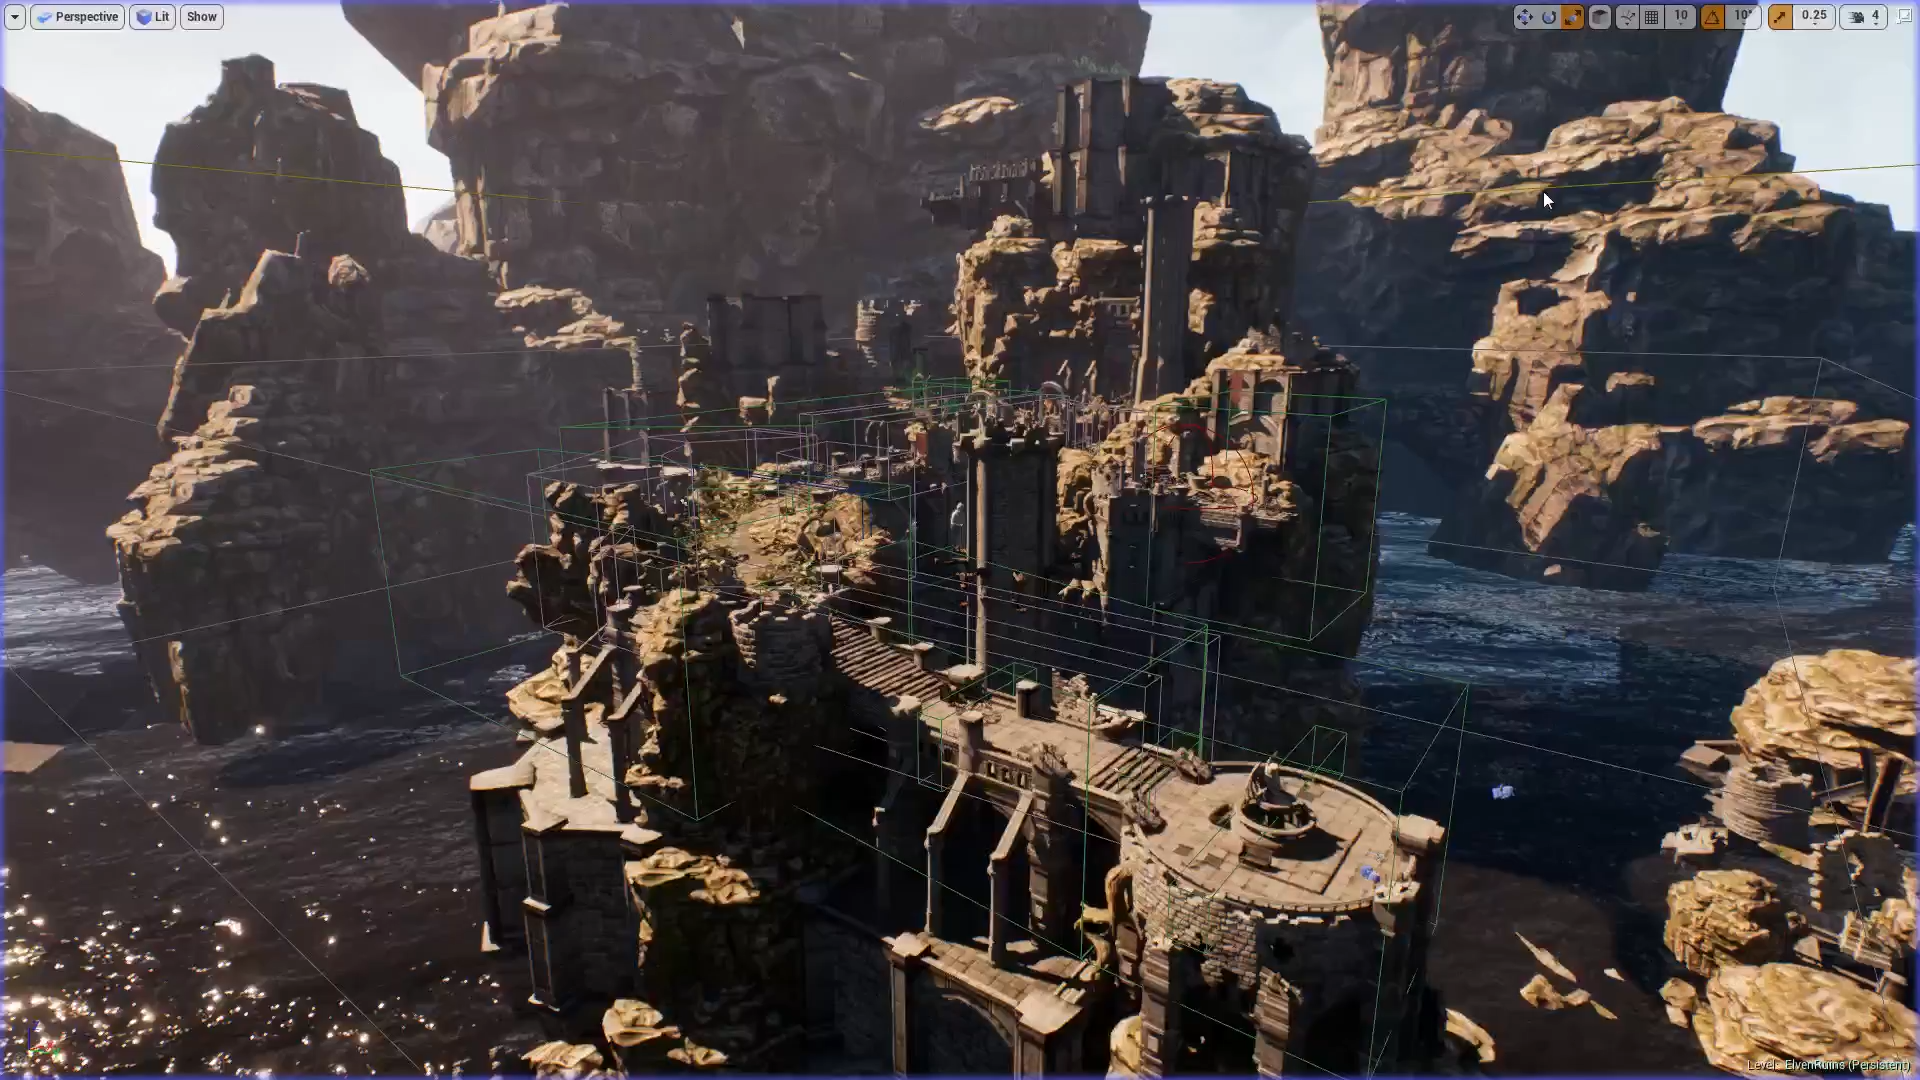 Perspective
Lit
Show
10
10°
0.25
4
Level: ElvenRuins (Persistent)